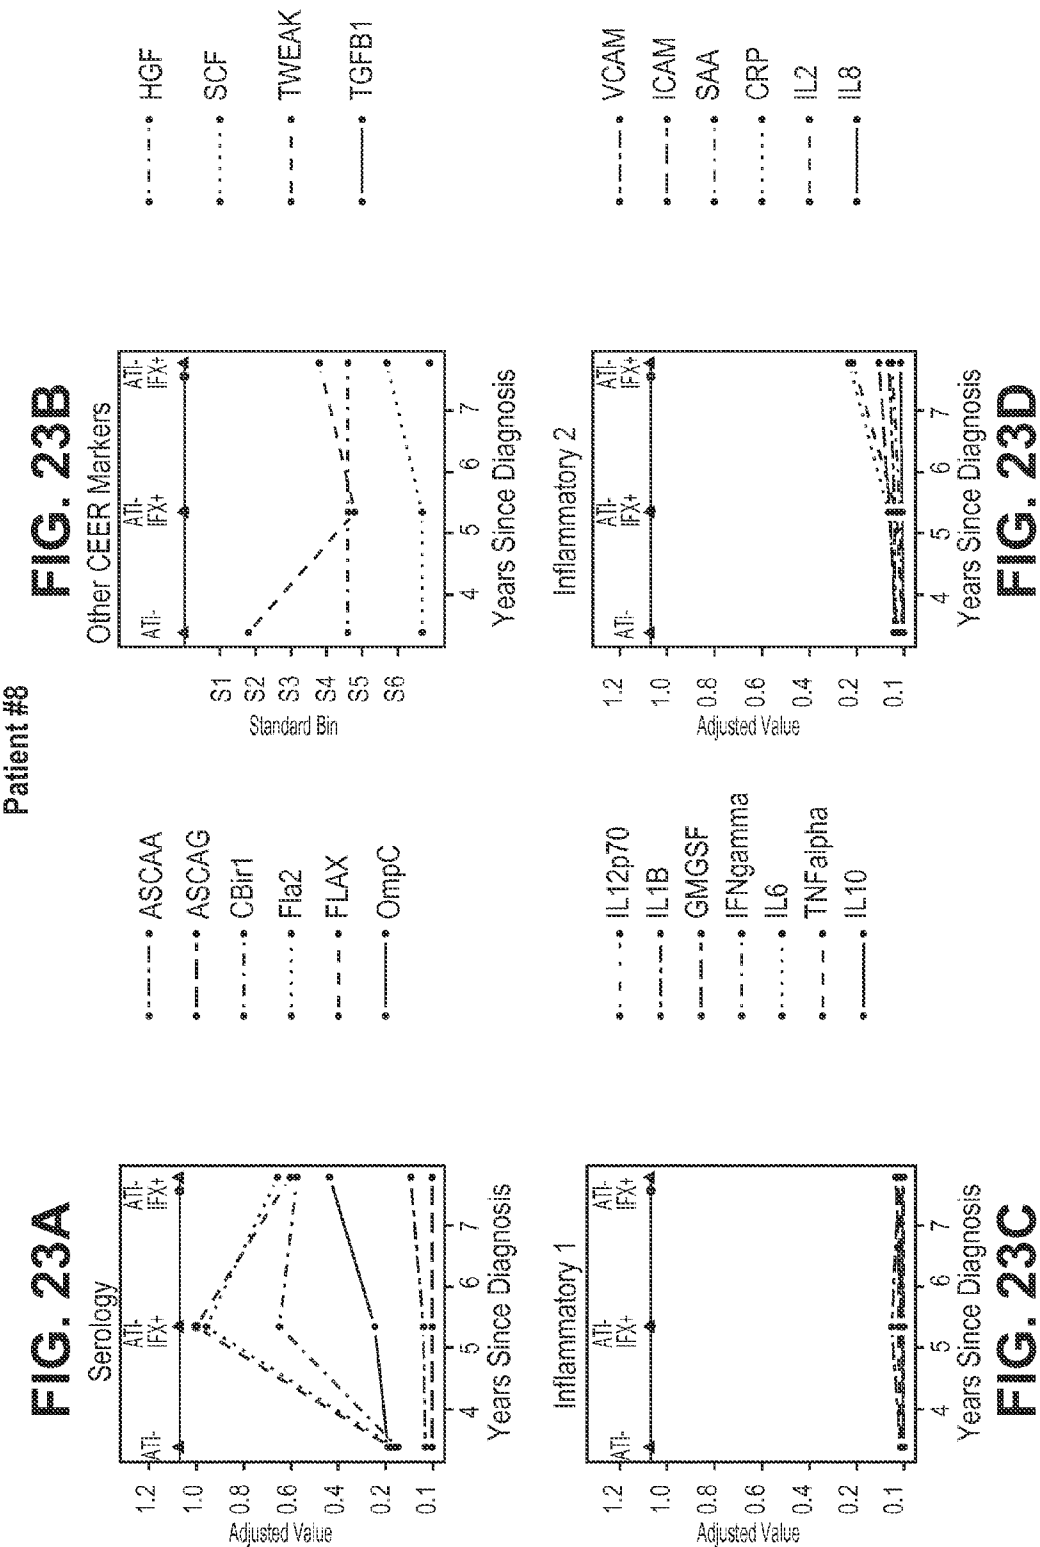 Patient #8
FIG. 23A
Serology
ATI-
ATI-
IFX+
ATI-
IFX+
1.2
1.0
0.8
0.6
0.4
0.2
0.1
Adjusted Value
4
5
6
7
Years Since Diagnosis
ASCAA
ASCAG
CBir1
Fla2
FLAX
OmpC
FIG. 23B
Other CEER Markers
ATI-
ATI-
IFX+
ATI-
IFX+
S1
S2
S3
S4
S5
S6
Standard Bin
4
5
6
7
Years Since Diagnosis
HGF
SCF
TWEAK
TGFB1
Inflammatory 1
ATI-
ATI-
IFX+
ATI-
IFX+
1.2
1.0
0.8
0.6
0.4
0.2
0.1
Adjusted Value
4
5
6
7
Years Since Diagnosis
FIG. 23C
IL12p70
IL1B
GMGSF
IFNgamma
IL6
TNFalpha
IL10
Inflammatory 2
ATI-
ATI-
IFX+
ATI-
IFX+
1.2
1.0
0.8
0.6
0.4
0.2
0.1
Adjusted Value
4
5
6
7
Years Since Diagnosis
FIG. 23D
VCAM
ICAM
SAA
CRP
IL2
IL8